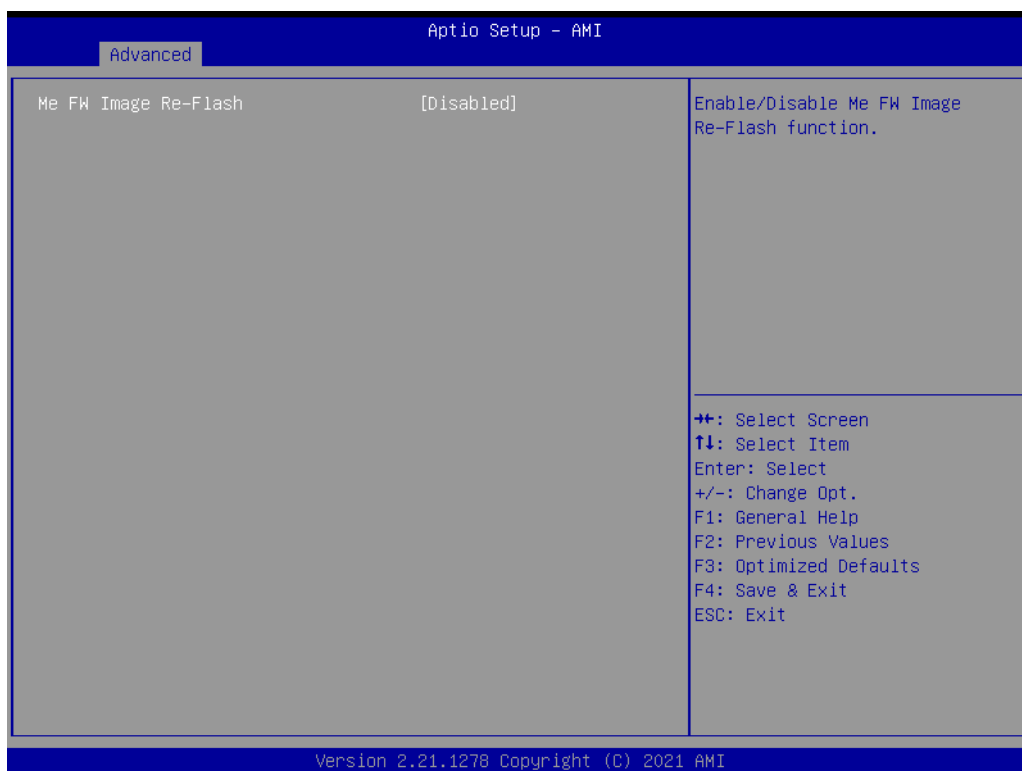 Aptio Setup – AMI
Advanced
Me FW Image Re-Flash [Disabled]
Enable/Disable Me FW Image
Re-Flash function.
→←: Select Screen
↑↓: Select Item
Enter: Select
+/-: Change Opt.
F1: General Help
F2: Previous Values
F3: Optimized Defaults
F4: Save & Exit
ESC: Exit
Version 2.21.1278 Copyright (C) 2021 AMI